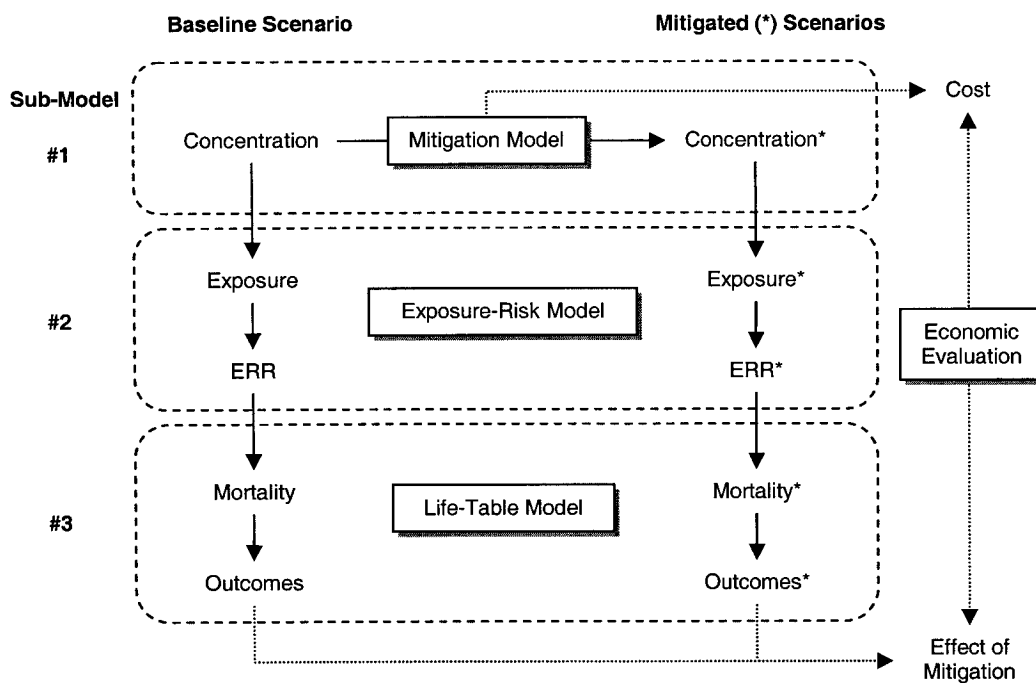 Baseline Scenario
Mitigated (*) Scenarios
Sub-Model
Cost
#1
Concentration
Mitigation Model
Concentration*
Exposure
Exposure*
#2
Exposure-Risk Model
Economic
Evaluation
ERR
ERR*
Mortality
Mortality*
#3
Life-Table Model
Outcomes
Outcomes*
Effect of
Mitigation